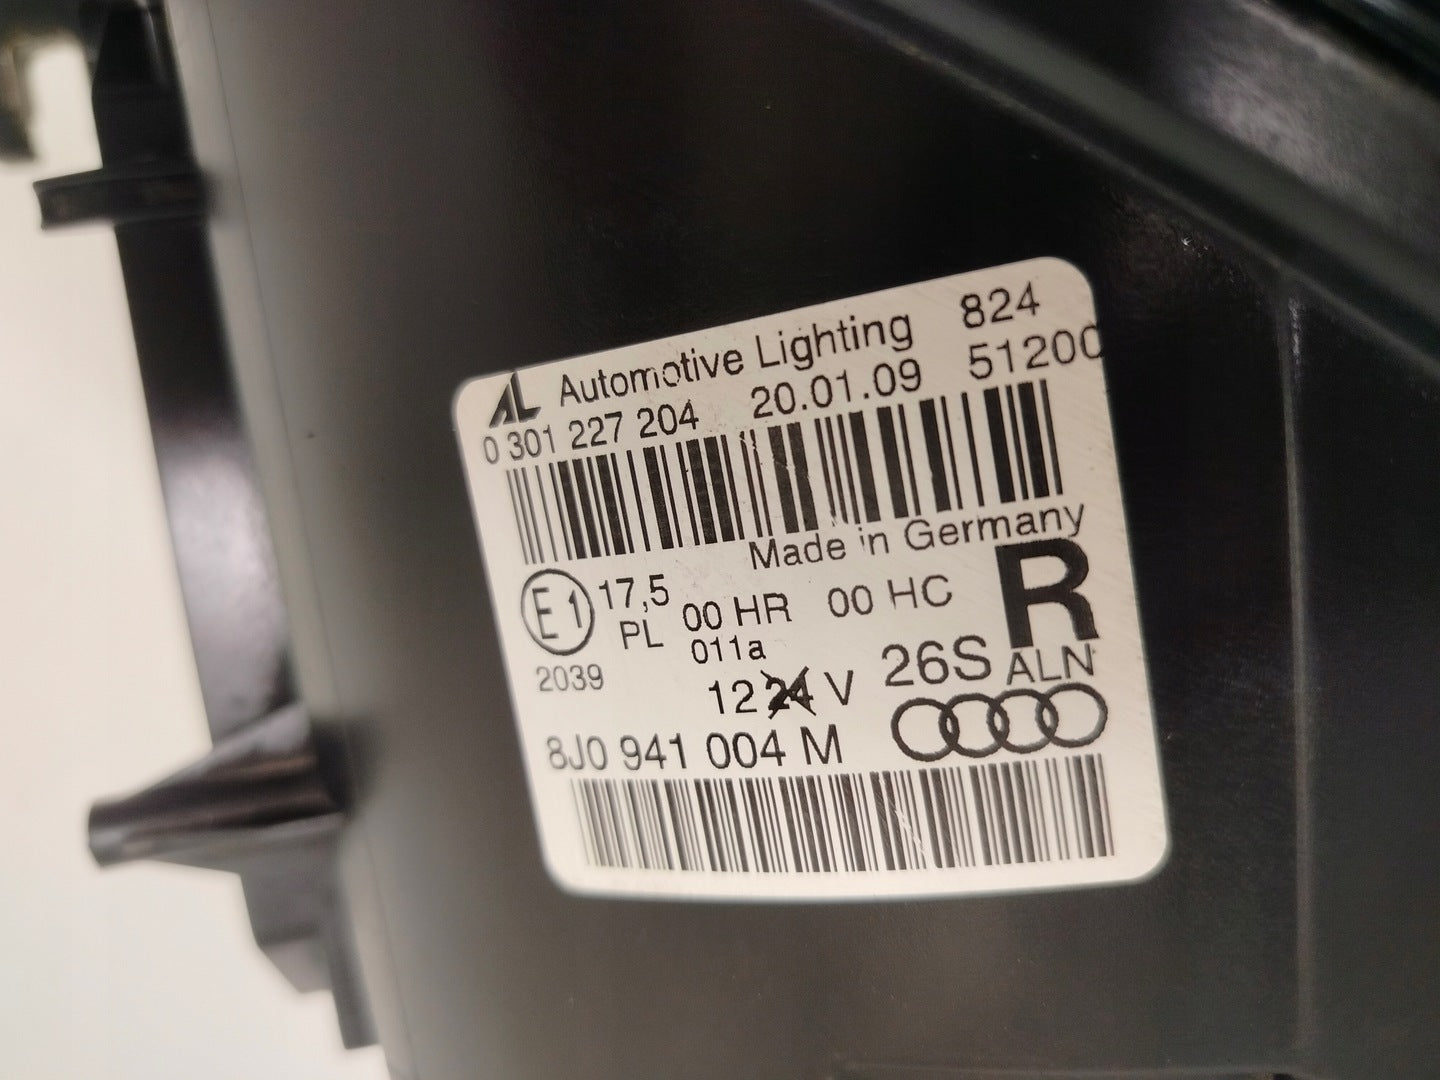 AL Automotive Lighting 824
0 301 227 204 20.01.09 51200
Made in Germany
E1 17,5 00 HR 00 HC R
PL 011a
2039 12 24 V 26S ALN
8J0 941 004 M